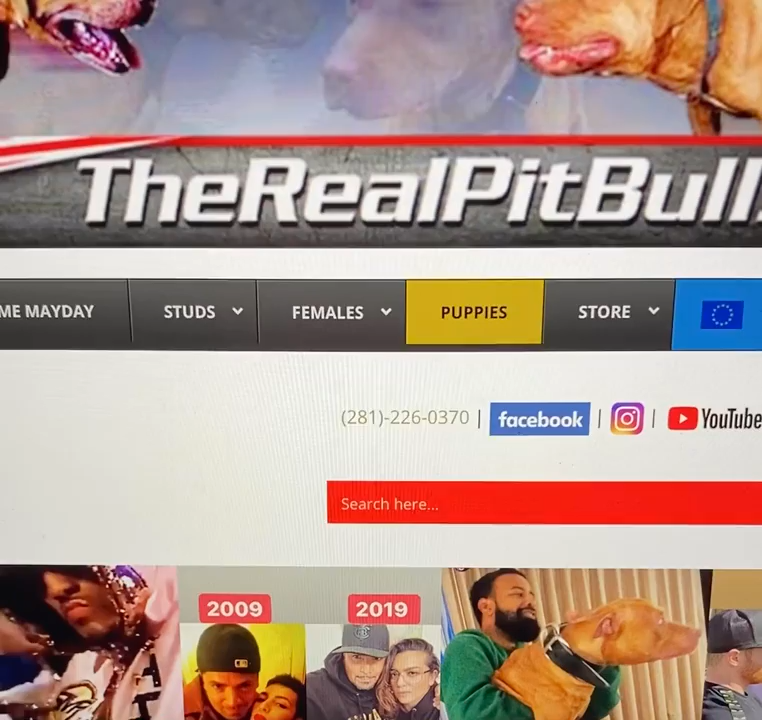 TheRealPitBull
ME MAYDAY STUDS FEMALES PUPPIES STORE
(281)-226-0370 | facebook | | YouTube
Search here...
2009 2019